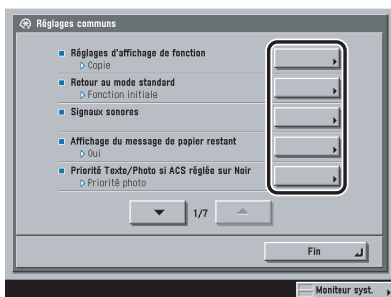 Réglages communs
Réglages d'affichage de fonction
Copie
Retour au mode standard
Fonction initiale
Signaux sonores
Affichage du message de papier restant
Oui
Priorité Texte/Photo si ACS réglée sur Noir
Priorité photo
1/7
Fin
Moniteur syst.